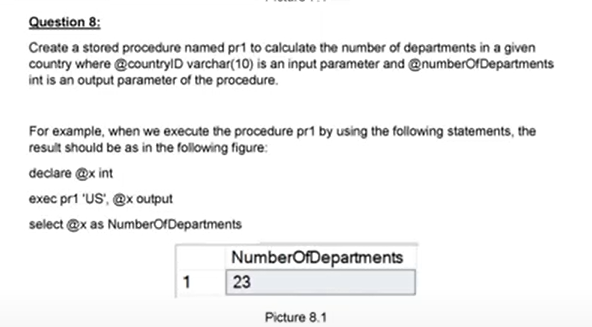 Question 8:
Create a stored procedure named pr1 to calculate the number of departments in a given
country where @countryID varchar(10) is an input parameter and @numberOfDepartments
int is an output parameter of the procedure.
For example, when we execute the procedure pr1 by using the following statements, the
result should be as in the following figure:
declare @x int
exec pr1 'US', @x output
select @x as NumberOfDepartments
NumberOfDepartments
1 23
Picture 8.1